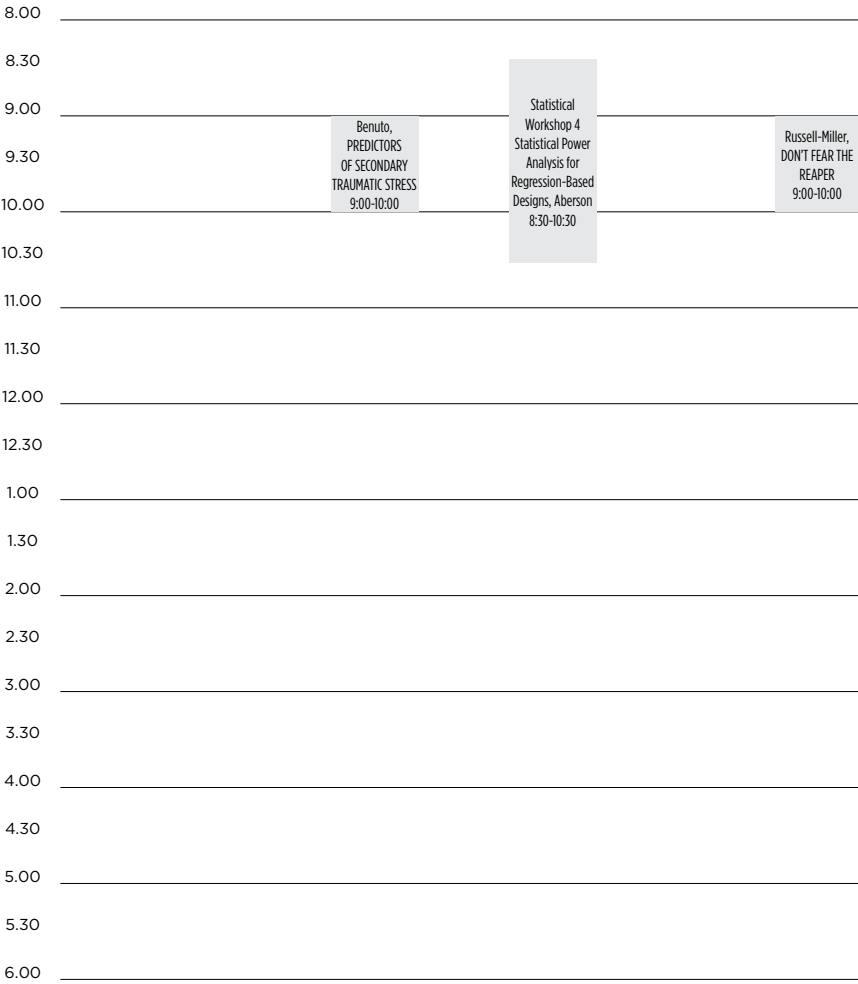 8.00
8.30
9.00
9.30
10.00
10.30
11.00
11.30
12.00
12.30
1.00
1.30
2.00
2.30
3.00
3.30
4.00
4.30
5.00
5.30
6.00
Benuto,
PREDICTORS
OF SECONDARY
TRAUMATIC STRESS
9:00-10:00
Statistical
Workshop 4
Statistical Power
Analysis for
Regression-Based
Designs, Aberson
8:30-10:30
Russell-Miller,
DON'T FEAR THE
REAPER
9:00-10:00